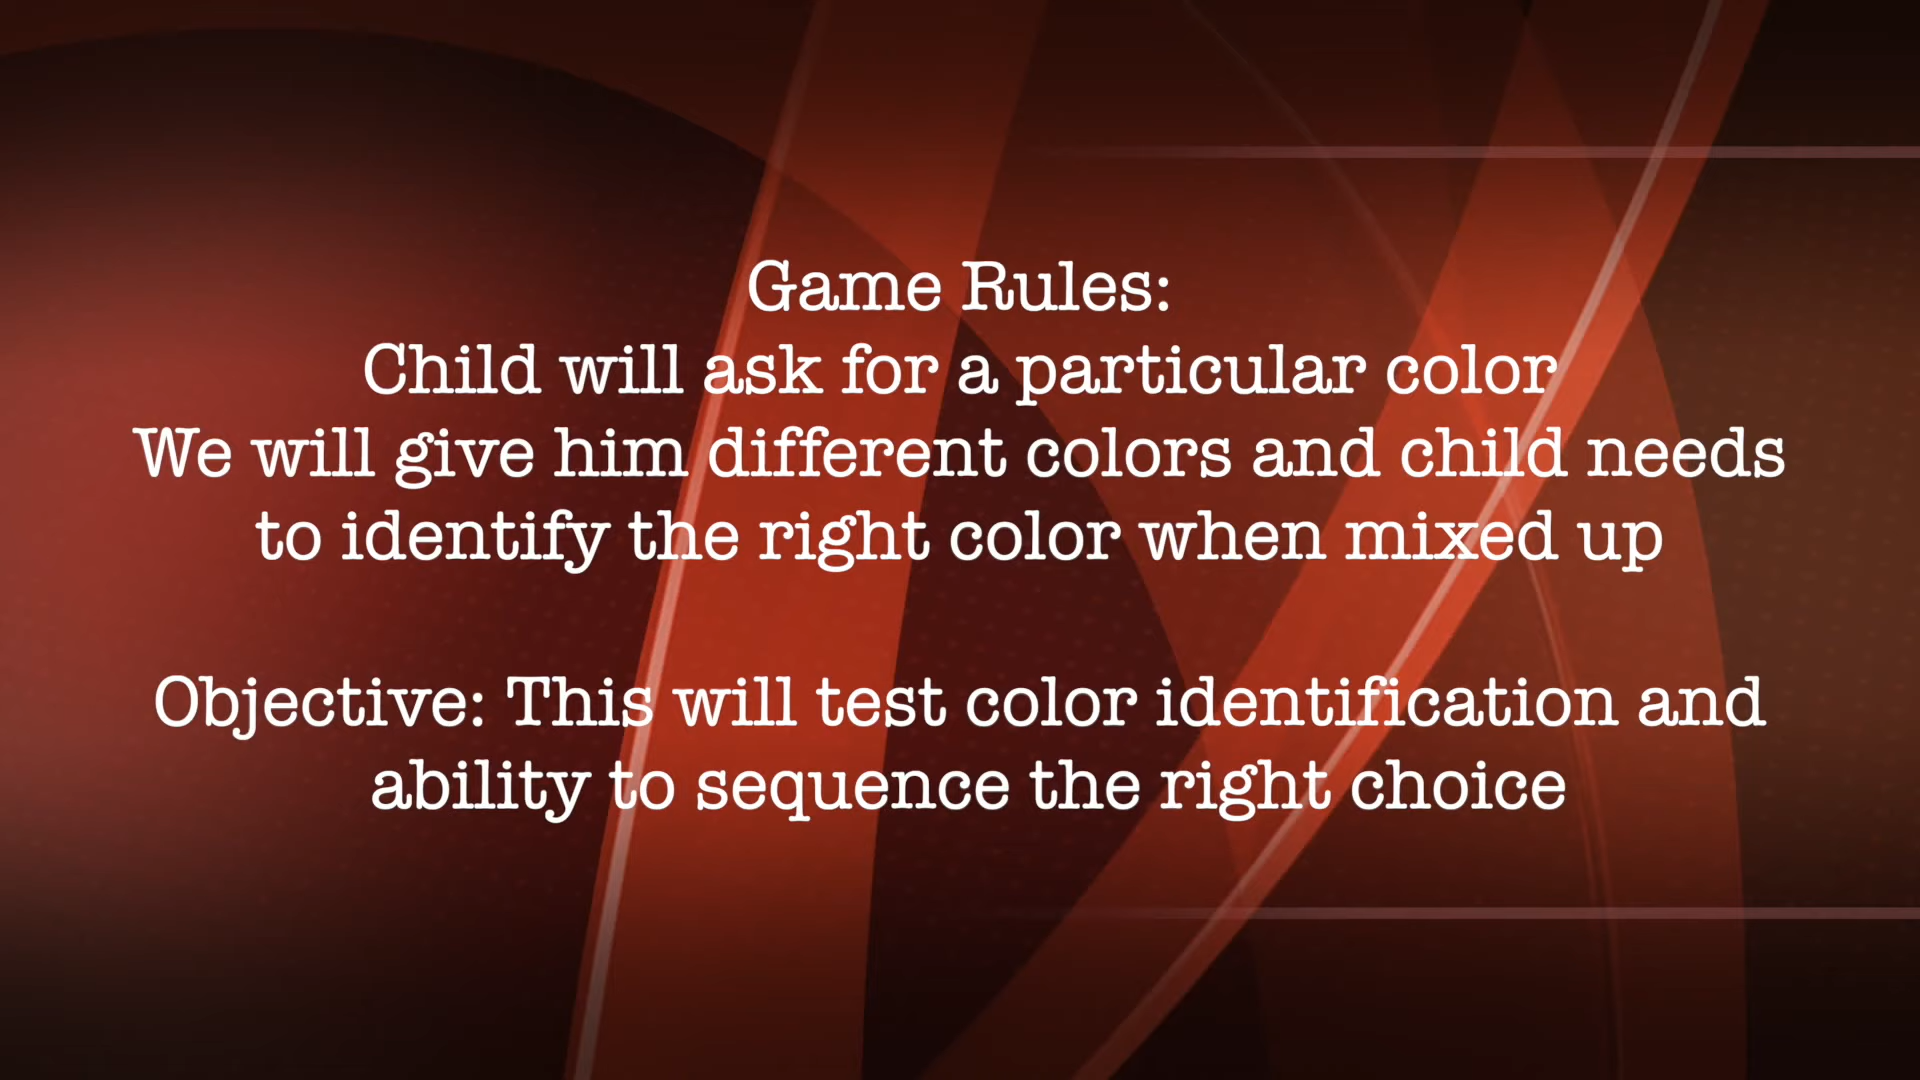 Game Rules:
Child will ask for a particular color
We will give him different colors and child needs
to identify the right color when mixed up
Objective: This will test color identification and
ability to sequence the right choice